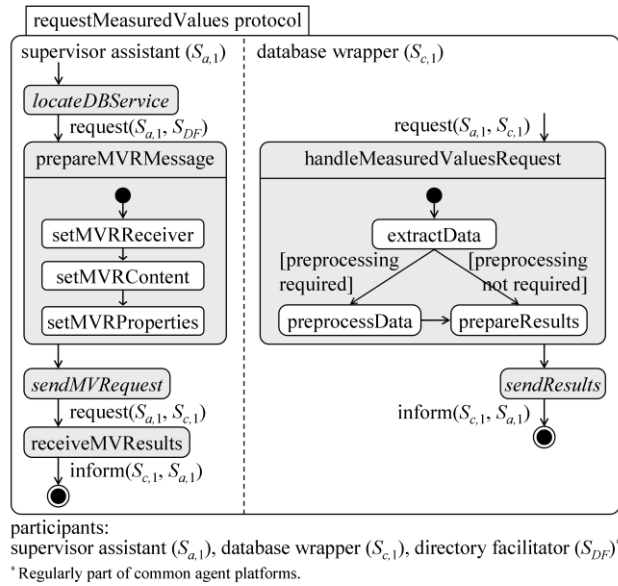 requestMeasuredValues protocol
supervisor assistant (Sa,1)
database wrapper (Sc,1)
locateDBService
request(Sa,1, SDF)
request(Sa,1, Sc,1)
prepareMVRMessage
handleMeasuredValuesRequest
setMVRReceiver
extractData
setMVRContent
[preprocessing
required]
[preprocessing
not required]
setMVRProperties
preprocessData
prepareResults
sendMVRequest
sendResults
request(Sa,1, Sc,1)
inform(Sc,1, Sa,1)
receiveMVResults
inform(Sc,1, Sa,1)
participants:
supervisor assistant (Sa,1), database wrapper (Sc,1), directory facilitator (SDF)*
* Regularly part of common agent platforms.